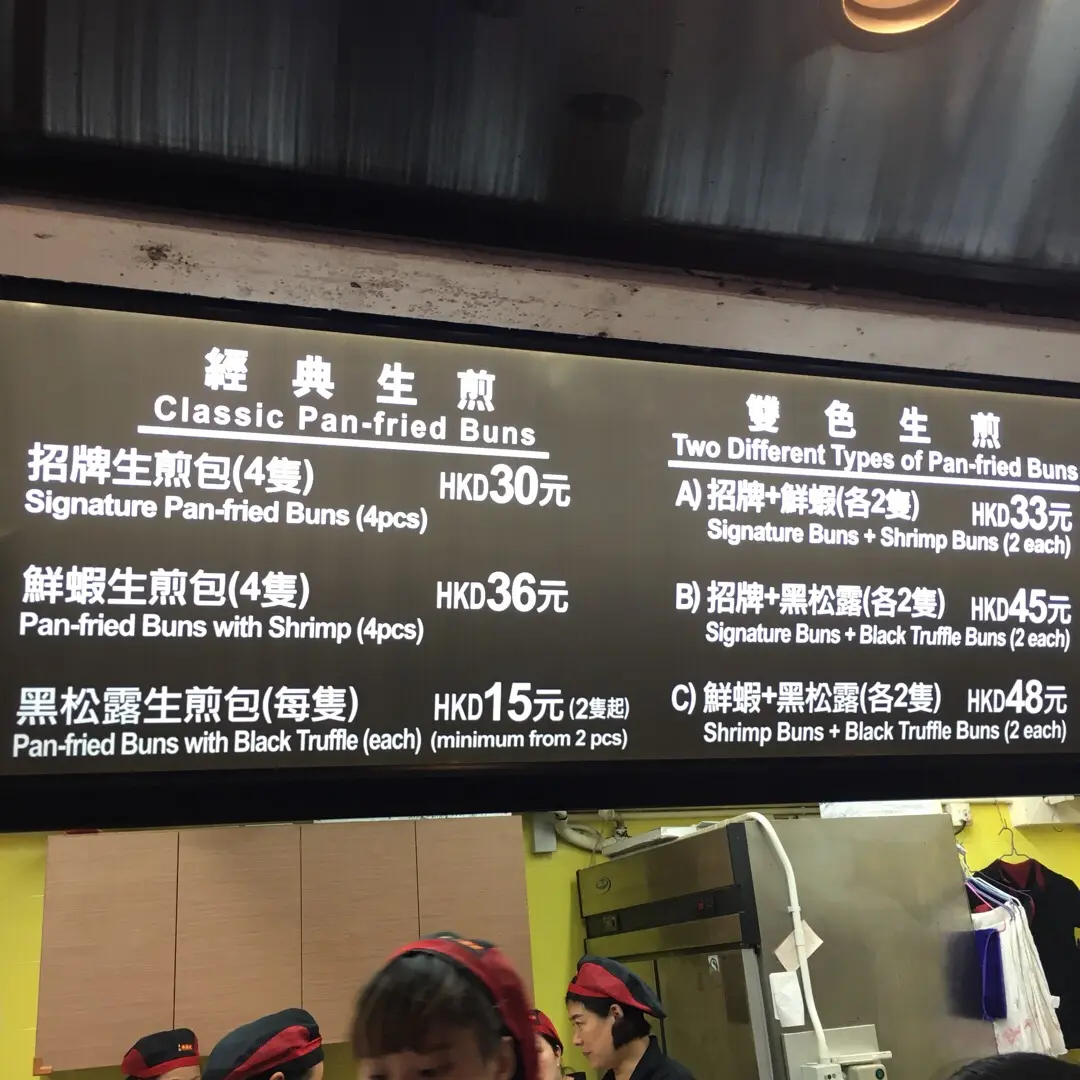 經典生煎
Classic Pan-fried Buns
招牌生煎包(4隻) HKD30元
Signature Pan-fried Buns (4pcs)
鮮蝦生煎包(4隻) HKD36元
Pan-fried Buns with Shrimp (4pcs)
黑松露生煎包(每隻) HKD15元 (2隻起)
Pan-fried Buns with Black Truffle (each) (minimum from 2 pcs)
雙色生煎
Two Different Types of Pan-fried Buns
A) 招牌+鮮蝦(各2隻) HKD33元
Signature Buns + Shrimp Buns (2 each)
B) 招牌+黑松露(各2隻) HKD45元
Signature Buns + Black Truffle Buns (2 each)
C) 鮮蝦+黑松露(各2隻) HKD48元
Shrimp Buns + Black Truffle Buns (2 each)